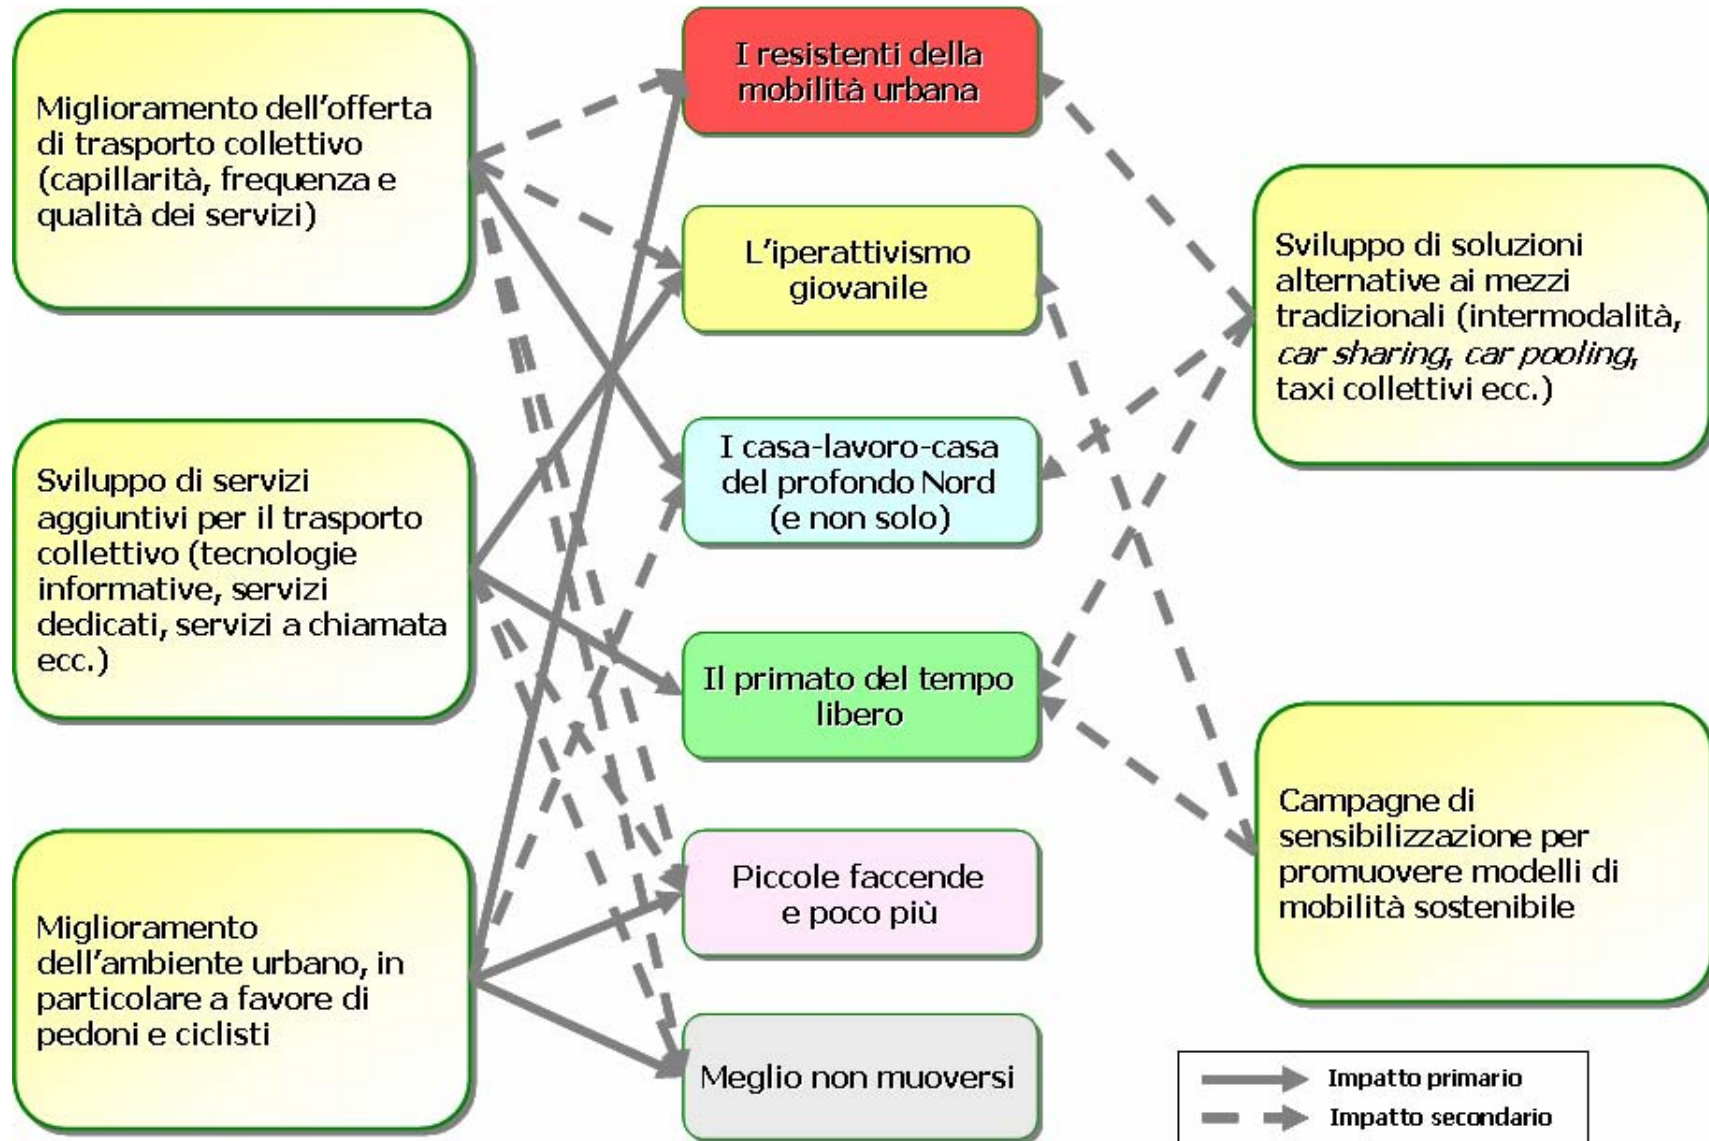 Miglioramento dell'offerta
di trasporto collettivo
(capillarità, frequenza e
qualità dei servizi)
Sviluppo di servizi
aggiuntivi per il trasporto
collettivo (tecnologie
informative, servizi
dedicati, servizi a chiamata
ecc.)
Miglioramento
dell'ambiente urbano, in
particolare a favore di
pedoni e ciclisti
I resistenti della
mobilità urbana
L'iperattivismo
giovanile
I casa-lavoro-casa
del profondo Nord
(e non solo)
Il primato del tempo
libero
Piccole faccende
e poco più
Meglio non muoversi
Sviluppo di soluzioni
alternative ai mezzi
tradizionali (intermodalità,
car sharing, car pooling,
taxi collettivi ecc.)
Campagne di
sensibilizzazione per
promuovere modelli di
mobilità sostenibile
Impatto primario
Impatto secondario